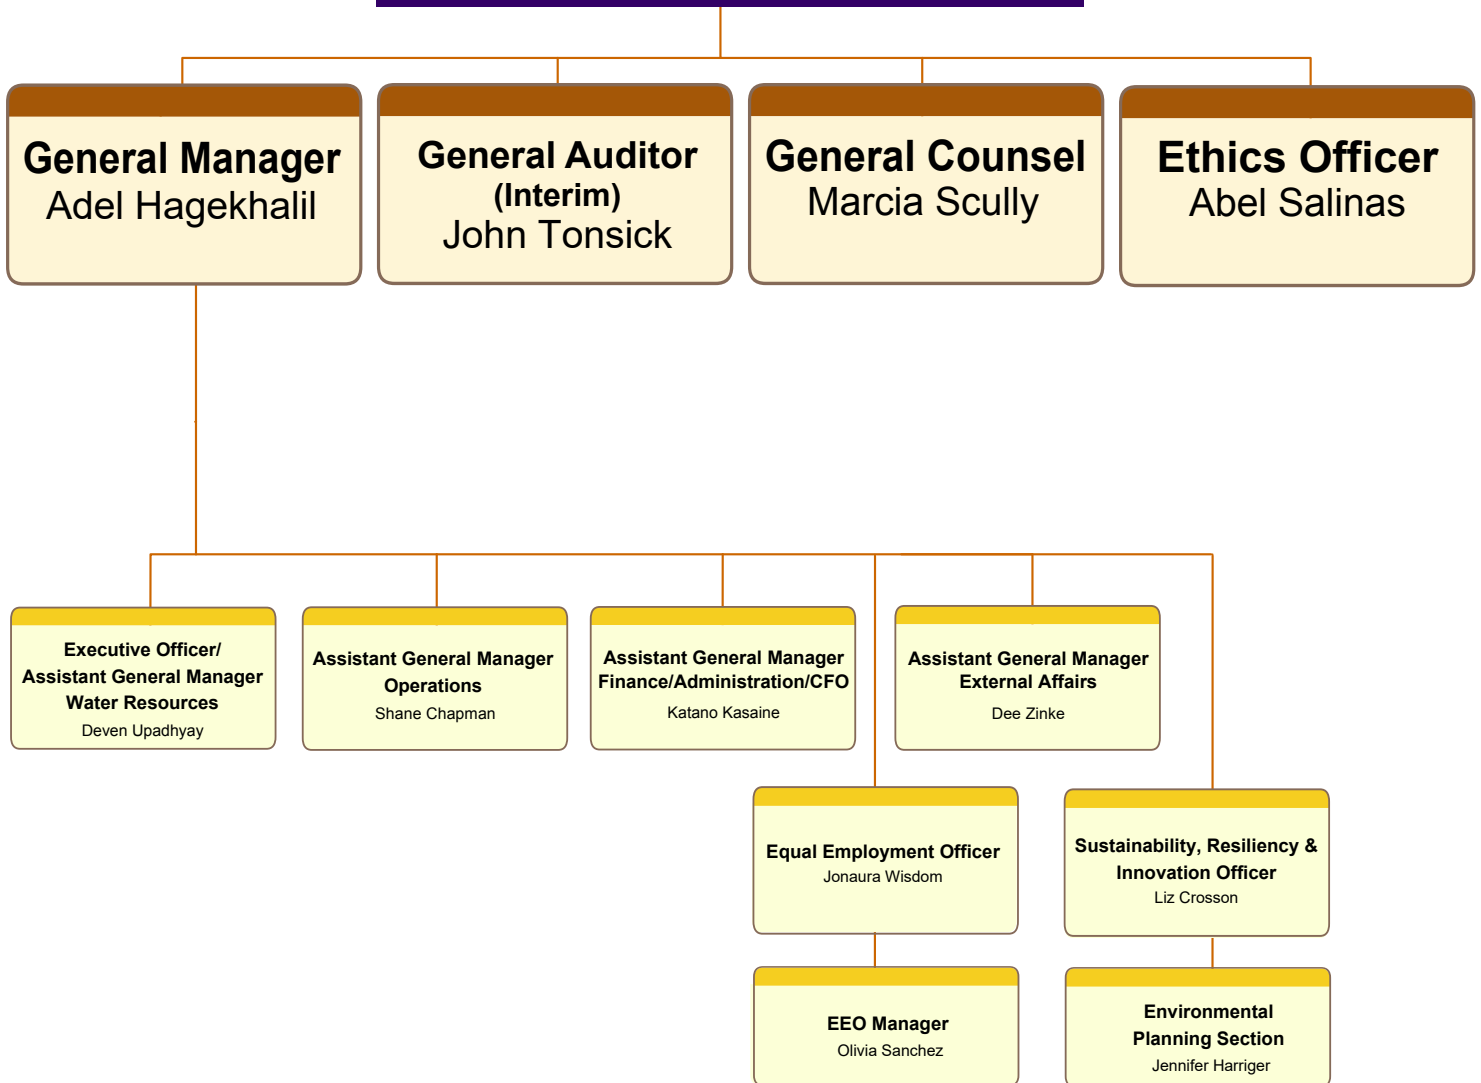 General Manager
Adel Hagekhalil
General Auditor
(Interim)
John Tonsick
General Counsel
Marcia Scully
Ethics Officer
Abel Salinas
Executive Officer/
Assistant General Manager
Water Resources
Deven Upadhyay
Assistant General Manager
Operations
Shane Chapman
Assistant General Manager
Finance/Administration/CFO
Katano Kasaine
Assistant General Manager
External Affairs
Dee Zinke
Equal Employment Officer
Jonaura Wisdom
Sustainability, Resiliency &
Innovation Officer
Liz Crosson
EEO Manager
Olivia Sanchez
Environmental
Planning Section
Jennifer Harriger